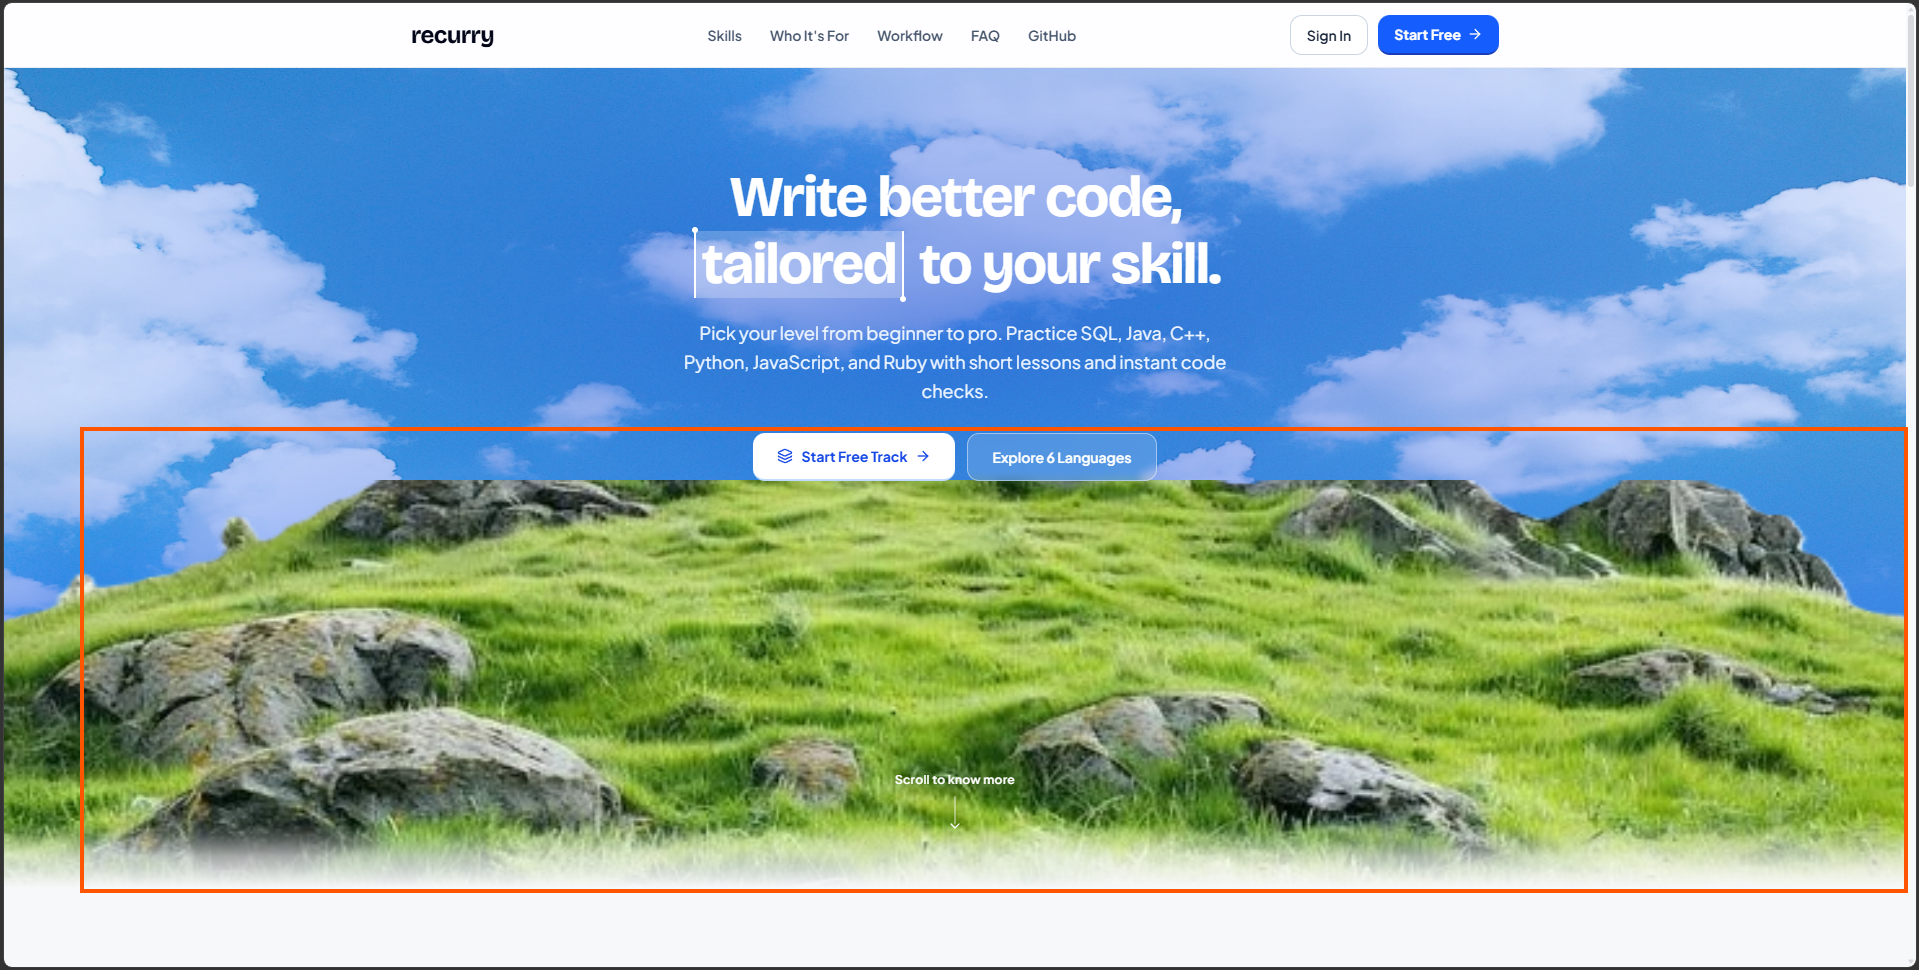 recurry
Skills
Who It's For
Workflow
FAQ
GitHub
Sign In
Start Free
Write better code,
tailored to your skill.
Pick your level from beginner to pro. Practice SQL, Java, C++,
Python, JavaScript, and Ruby with short lessons and instant code
checks.
Start Free Track
Explore 6 Languages
Scroll to know more